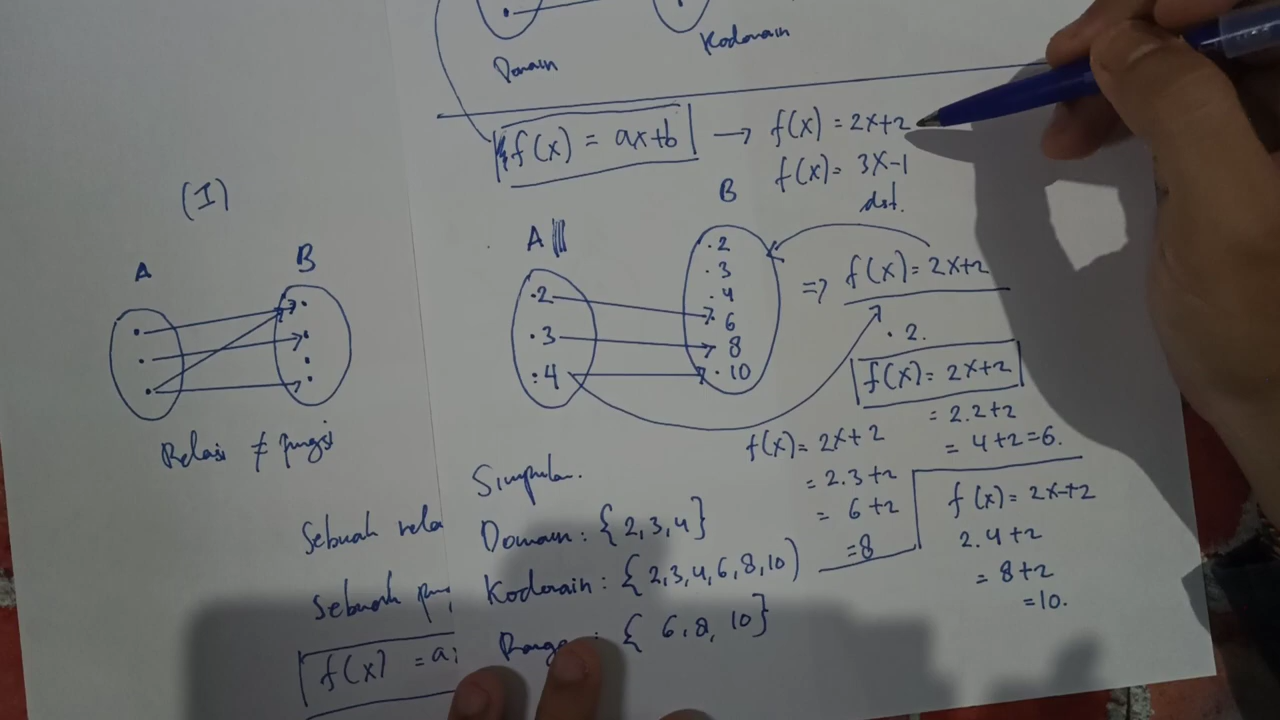 Domain
Kodomain
f(x) = ax+b → f(x) = 2x+2
f(x) = 3x-1
dst.
(I)
A B
Relasi ≠ fungsi
A B
.2
.3
.4
.2
.3
.4
6
8
.10
=> f(x) = 2x+2
.2.
f(x) = 2x+2
= 2.2+2
= 4+2=6.
f(x) = 2x+2
= 2.3+2
= 6+2
=8
f(x) = 2x+2
2.4+2
= 8+2
=10.
Simpulan.
Domain : {2,3,4}
Kodomain : {2,3,4,6,8,10)
Range : { 6,8, 10}
Sebuah rela
Sebuah
f(x) = a